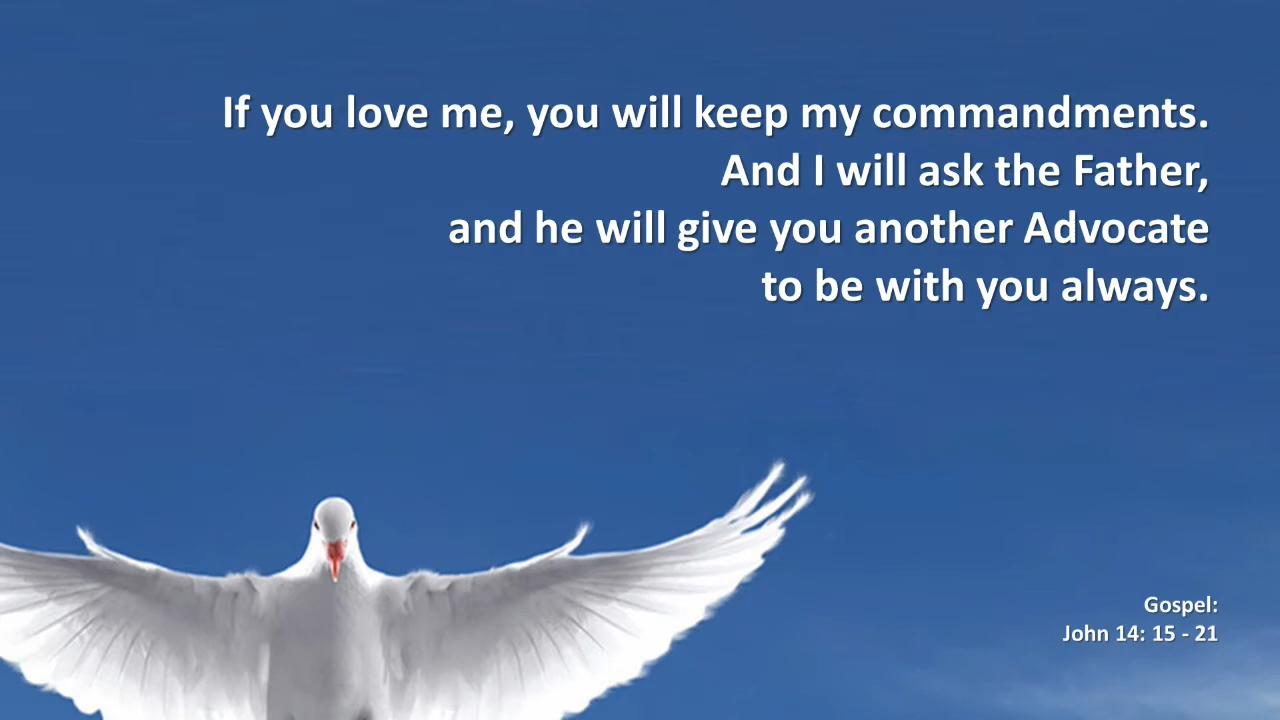 If you love me, you will keep my commandments.
And I will ask the Father,
and he will give you another Advocate
to be with you always.
Gospel:
John 14: 15 - 21